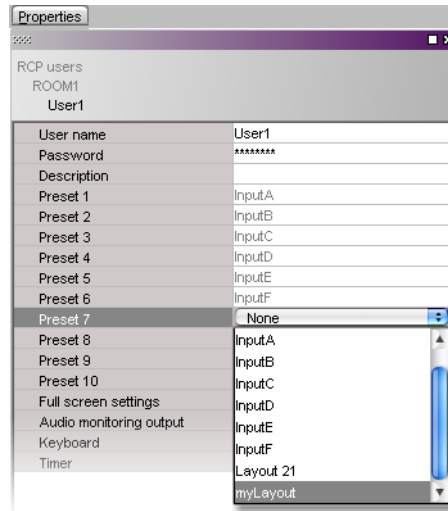 Properties
RCP users
ROOM1
User1
User name User1
Password ********
Description
Preset 1 InputA
Preset 2 InputB
Preset 3 InputC
Preset 4 InputD
Preset 5 InputE
Preset 6 InputF
Preset 7 None
Preset 8 InputA
Preset 9 InputB
Preset 10 InputC
Full screen settings InputD
Audio monitoring output InputE
Keyboard InputF
Timer Layout 21
myLayout